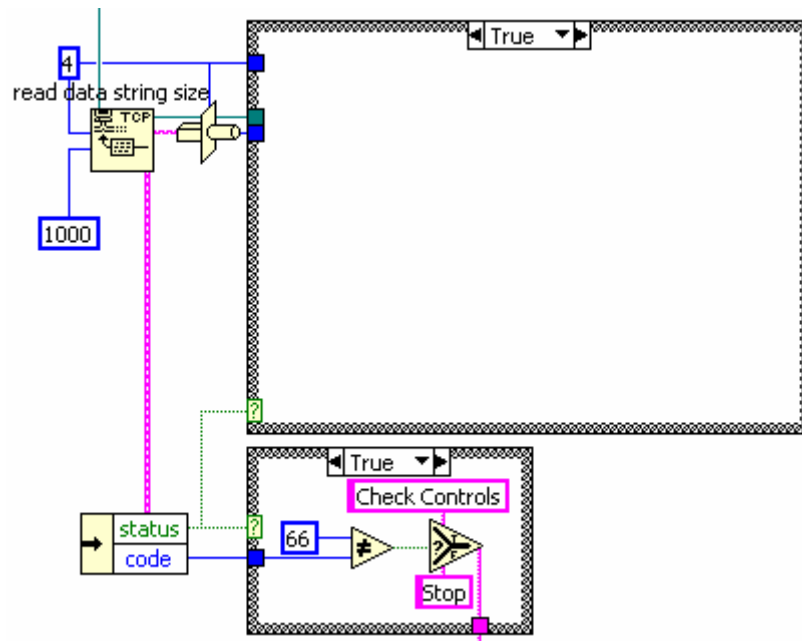 True
4
read data string size
TCP
1000
?
True
Check Controls
status
?
66
≠
?
T
F
code
Stop